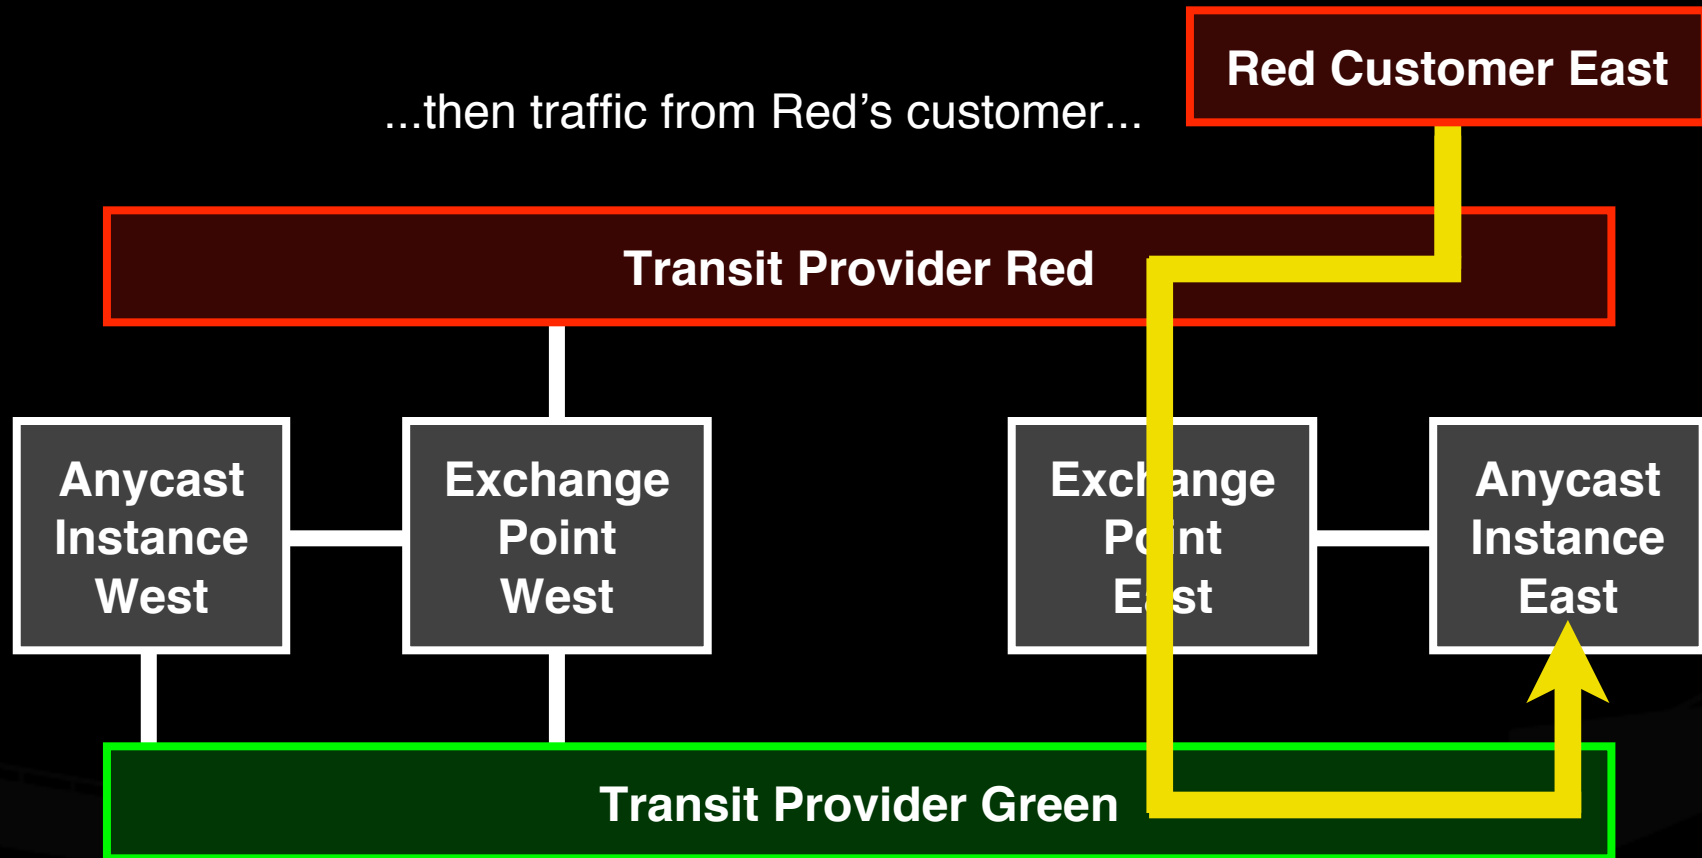 Red Customer East
...then traffic from Red’s customer...
Transit Provider Red
Anycast
Instance
West
Exchange
Point
West
Exchange
Point
East
Anycast
Instance
East
Transit Provider Green